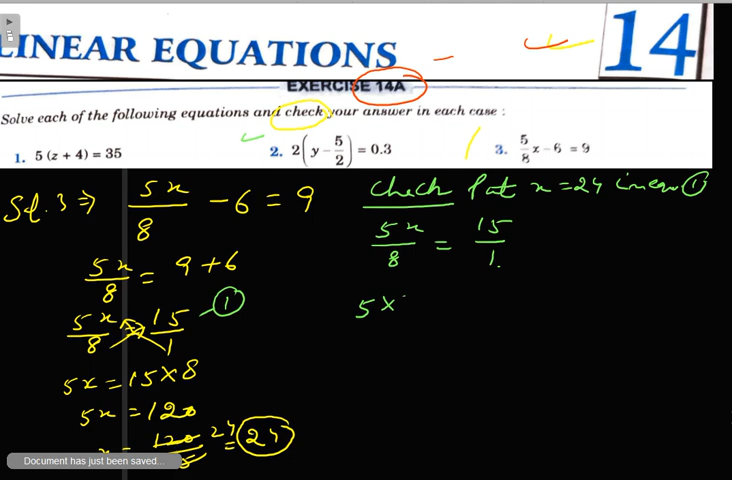 LINEAR EQUATIONS
14
EXERCISE 14A
Solve each of the following equations and check your answer in each case :
1. 5 (z + 4) = 35
2. 2(y − 5/2) = 0.3
3. 5/8 x − 6 = 9
Sol. 3 ⇒ 5x/8 − 6 = 9
5x/8 = 9 + 6
5x/8 = 15/1 — ①
5x = 15 × 8
5x = 120
= 24 = 24
Check Put x = 24 in eqn ①
5x/8 = 15/1
5 ×
Document has just been saved...